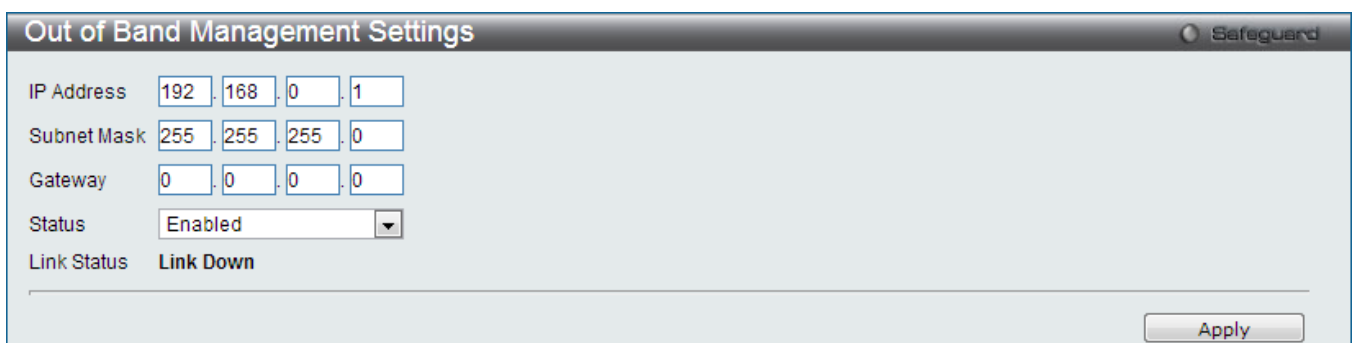 Out of Band Management Settings
Safeguard
IP Address 192 . 168 . 0 . 1
Subnet Mask 255 . 255 . 255 . 0
Gateway 0 . 0 . 0 . 0
Status Enabled
Link Status Link Down
Apply